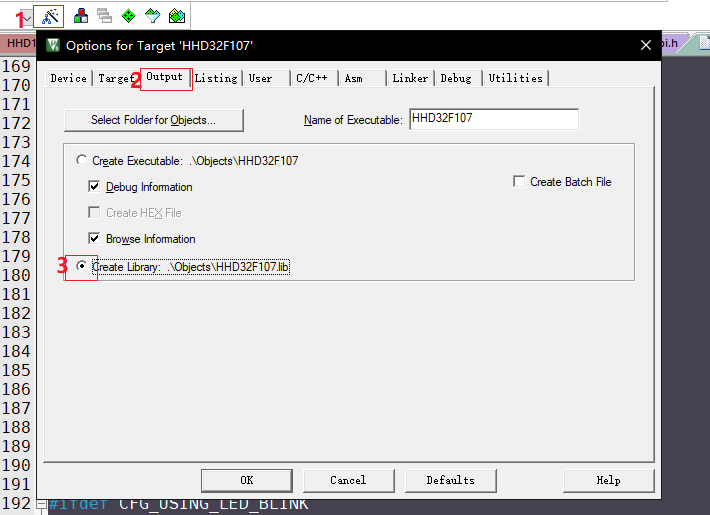 1
HHD1
pi.h
Options for Target 'HHD32F107'
Device Target 2 Output Listing User C/C++ Asm Linker Debug Utilities
Select Folder for Objects...
Name of Executable: HHD32F107
Create Executable: .\Objects\HHD32F107
Debug Information
Create Batch File
Create HEX File
Browse Information
3 Create Library: .\Objects\HHD32F107.lib
OK Cancel Defaults Help
169
170
171
172
173
174
175
176
177
178
179
180
181
182
183
184
185
186
187
188
189
190
191
192 #ifdef CFG_USING_LED_BLINK